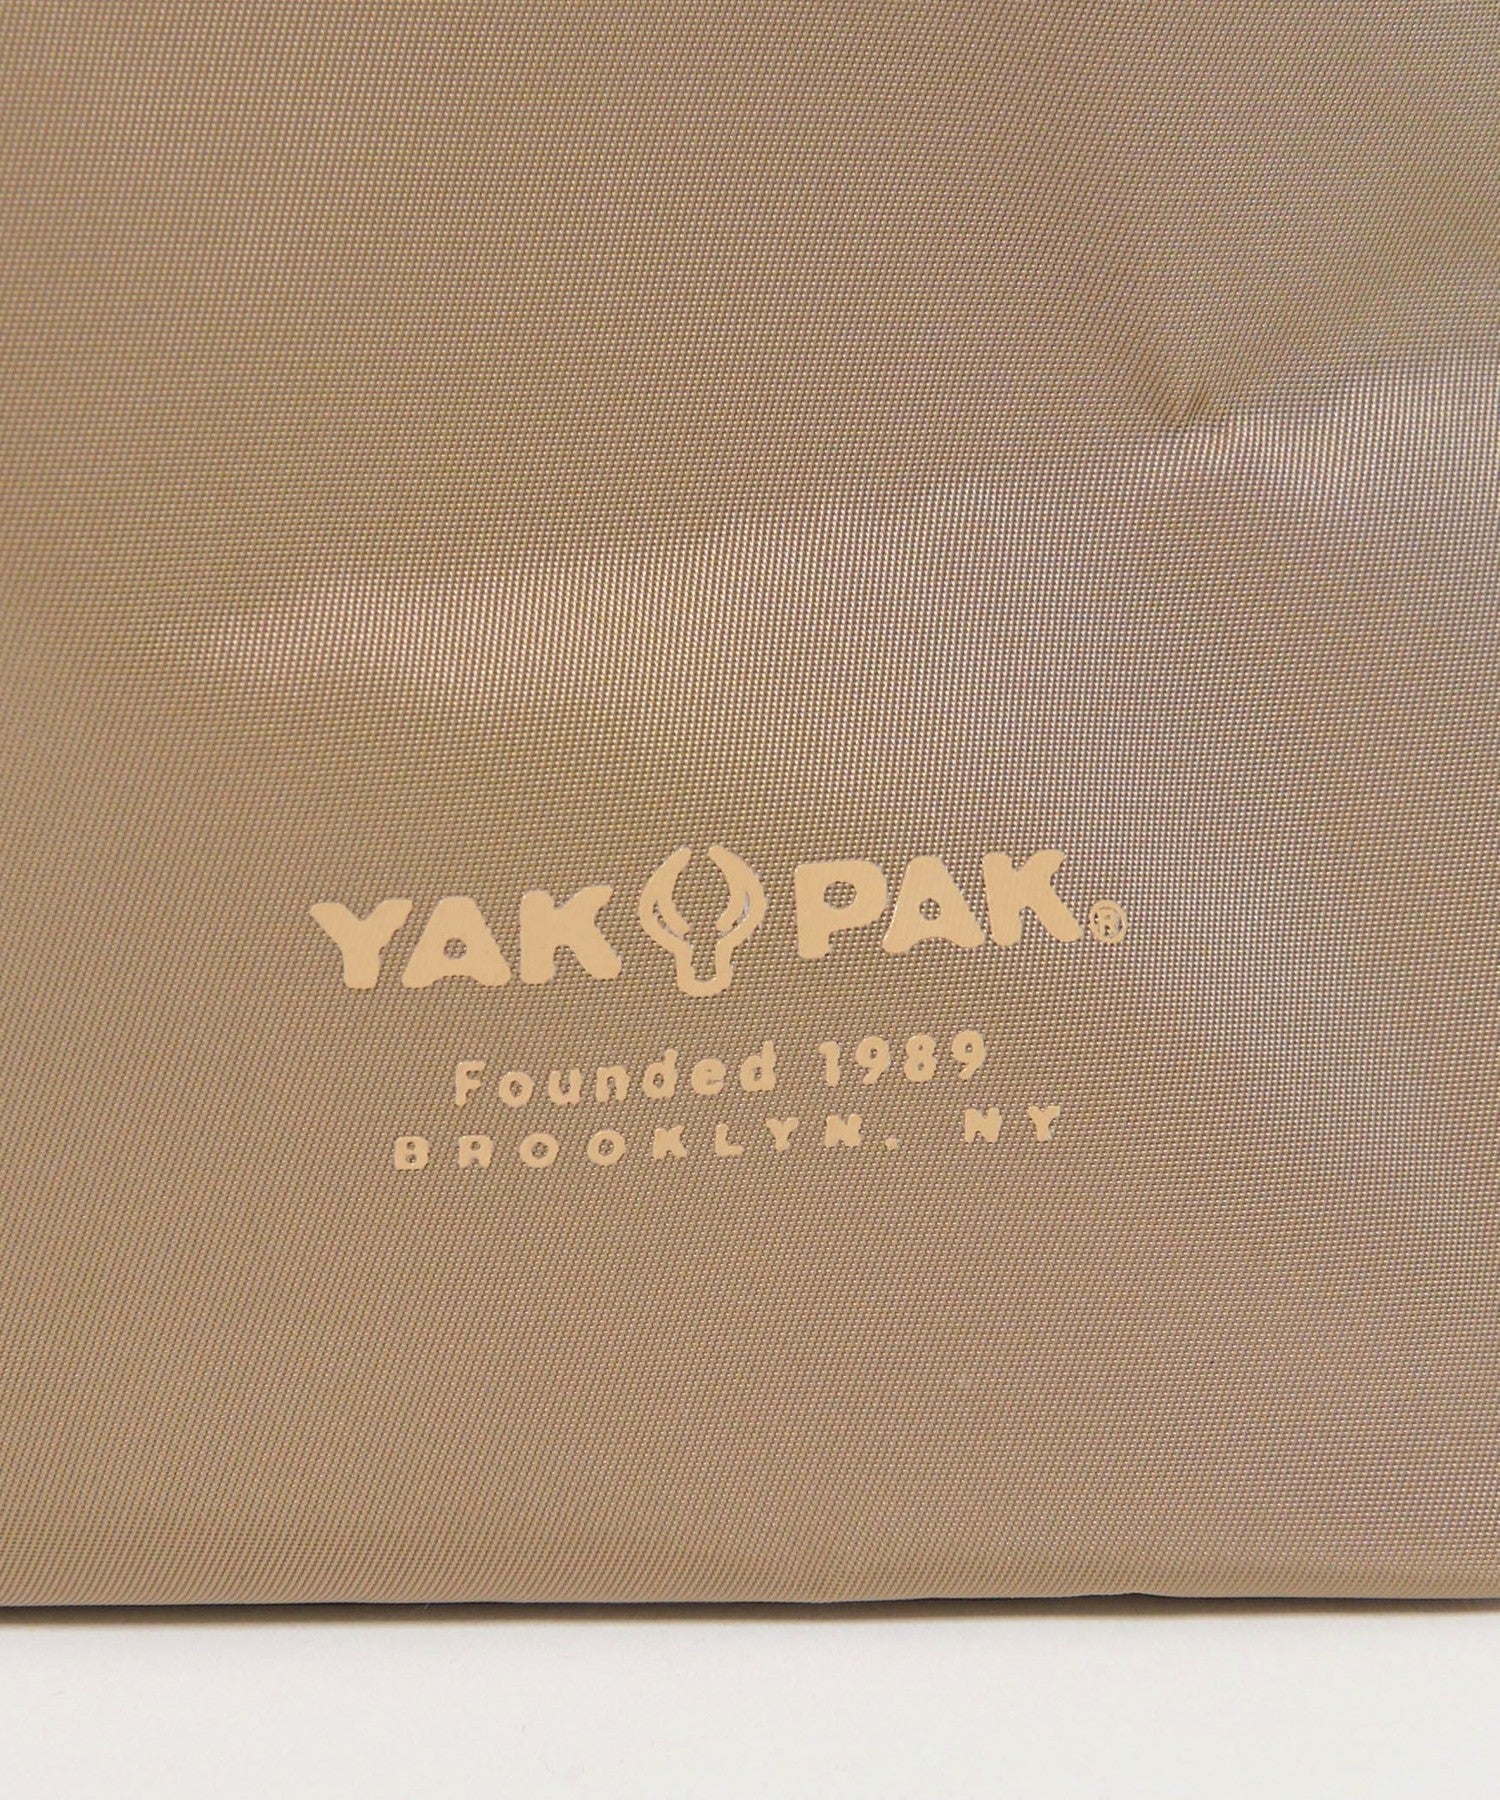 YAK PAK®
Founded 1989
BROOKLYN. NY